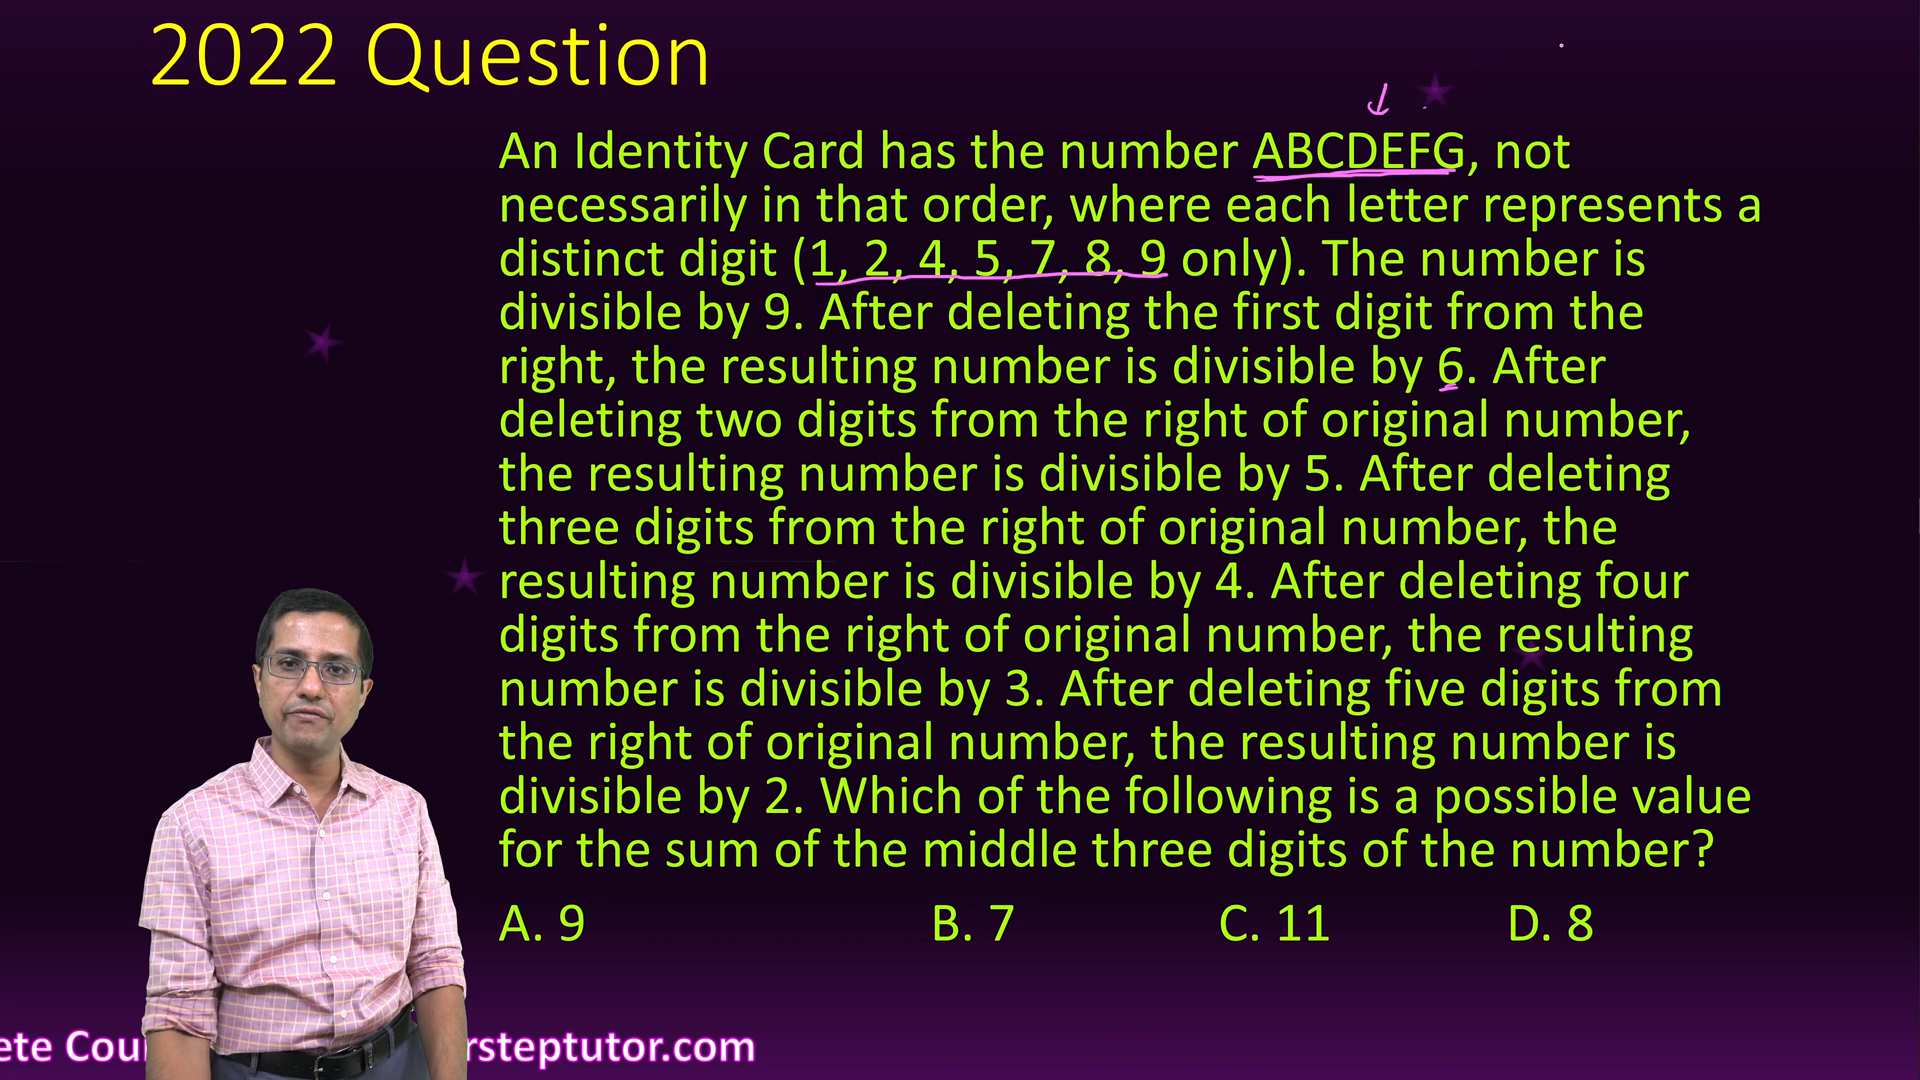 2022 Question
An Identity Card has the number ABCDEFG, not
necessarily in that order, where each letter represents a
distinct digit (1, 2, 4, 5, 7, 8, 9 only). The number is
divisible by 9. After deleting the first digit from the
right, the resulting number is divisible by 6. After
deleting two digits from the right of original number,
the resulting number is divisible by 5. After deleting
three digits from the right of original number, the
resulting number is divisible by 4. After deleting four
digits from the right of original number, the resulting
number is divisible by 3. After deleting five digits from
the right of original number, the resulting number is
divisible by 2. Which of the following is a possible value
for the sum of the middle three digits of the number?
A. 9 B. 7 C. 11 D. 8
ete Cou rsteptutor.com